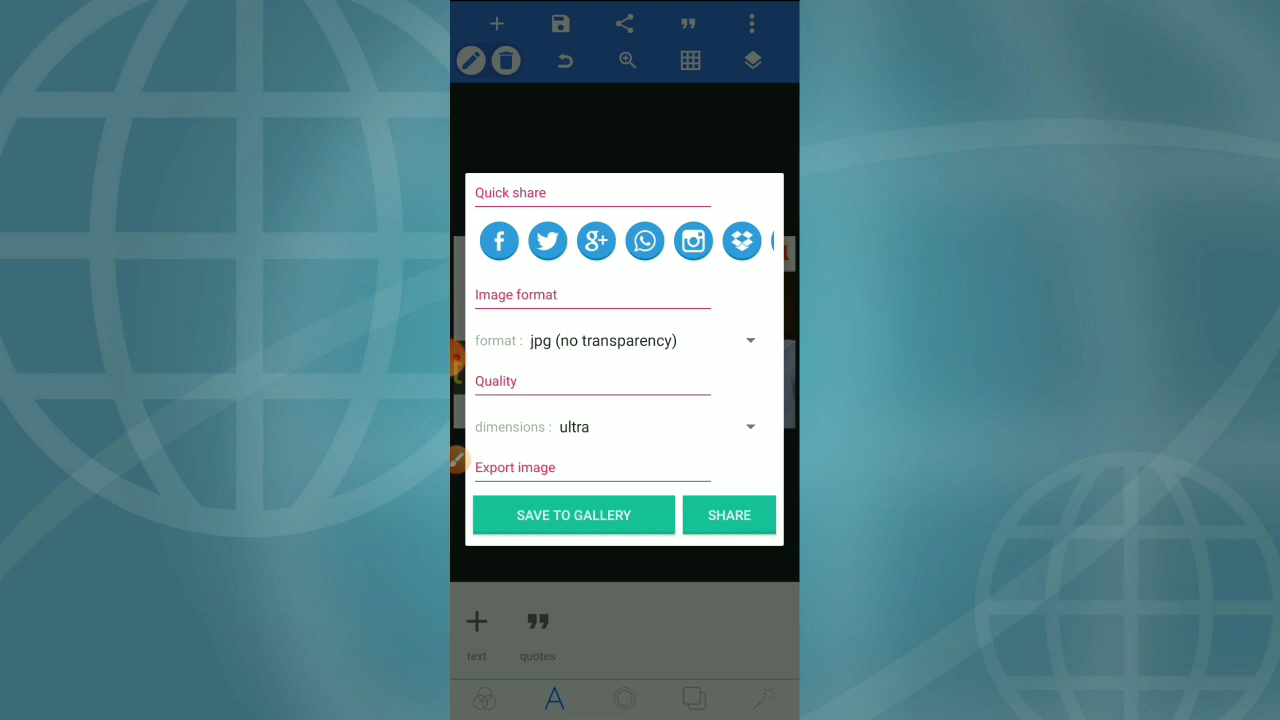 Quick share
Image format
format : jpg (no transparency)
Quality
dimensions : ultra
Export image
SAVE TO GALLERY SHARE
text quotes